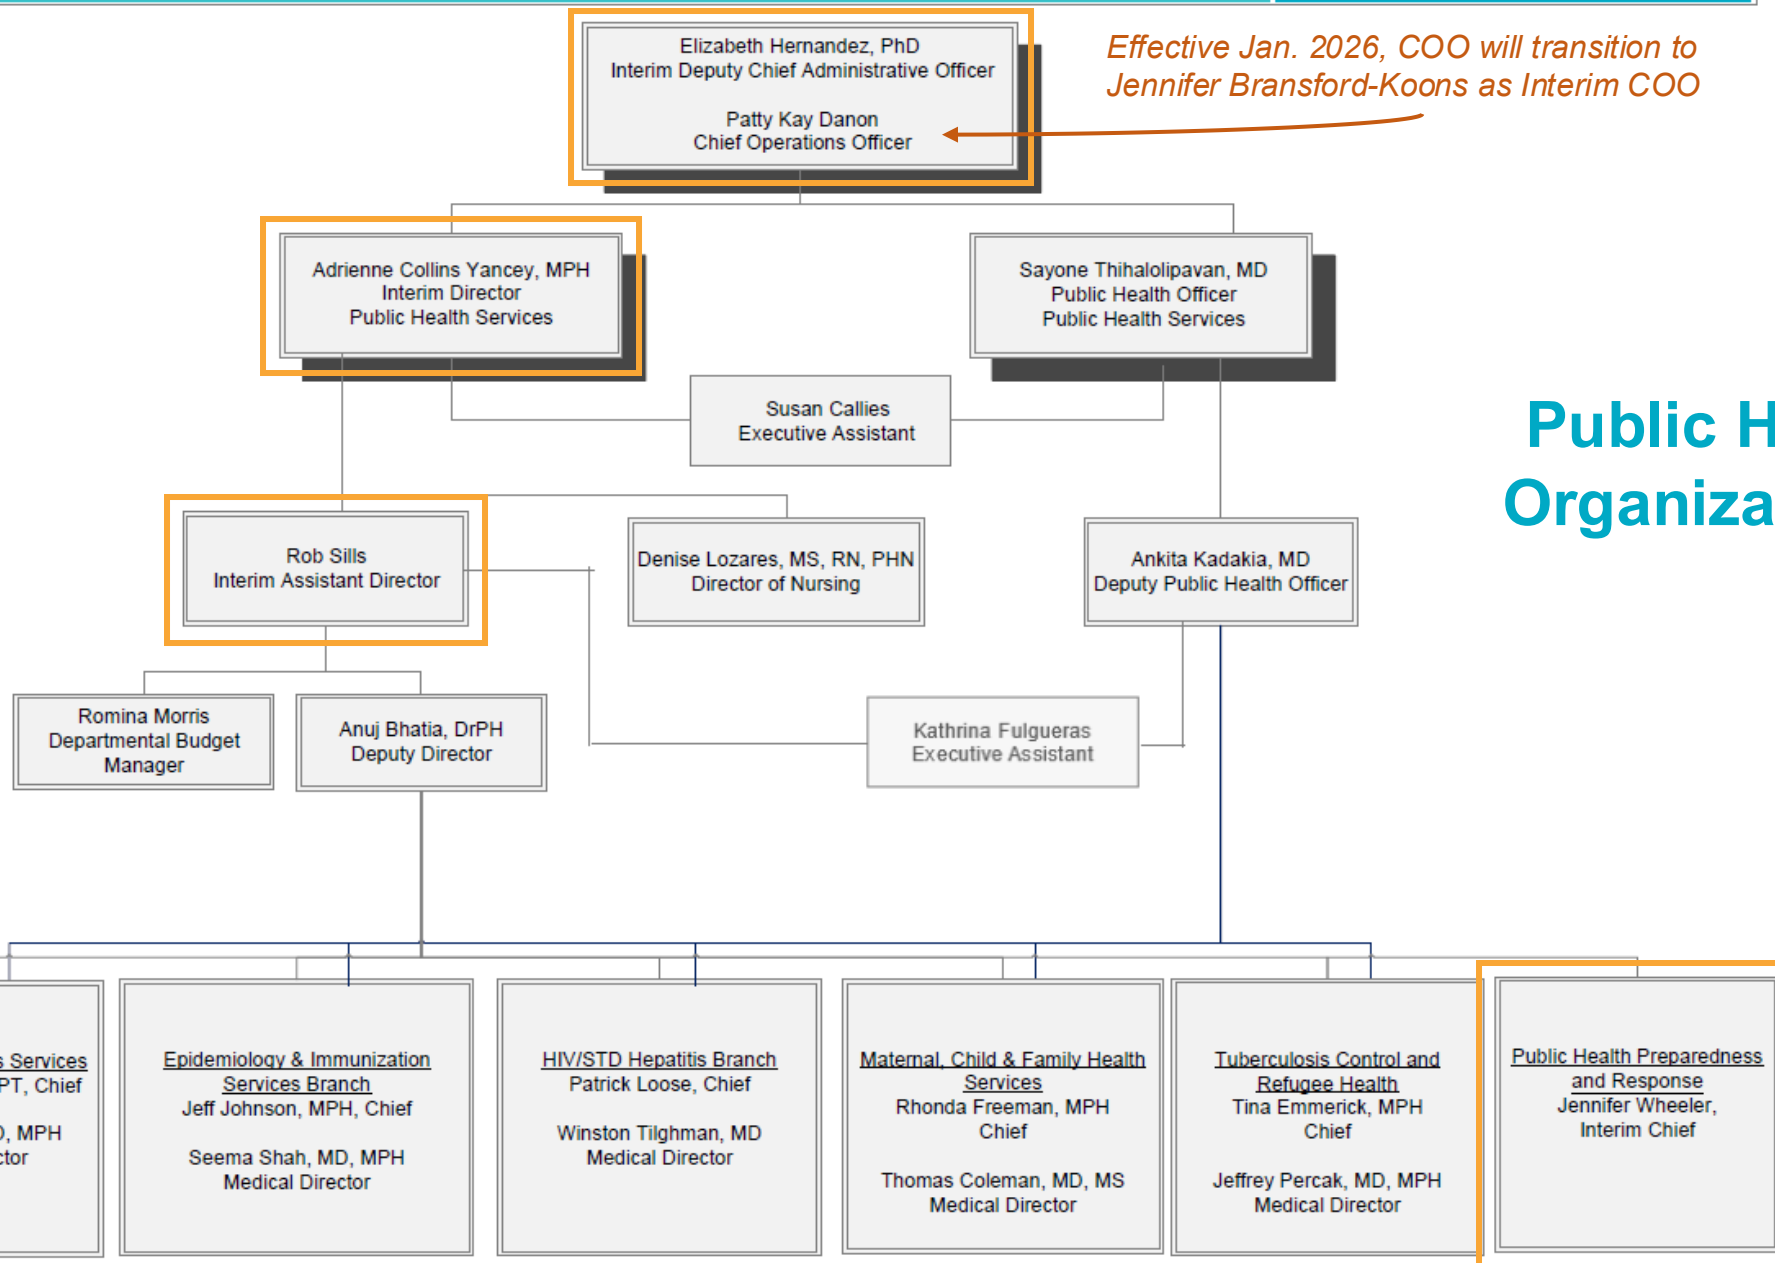 Elizabeth Hernandez, PhD
Interim Deputy Chief Administrative Officer
Patty Kay Danon
Chief Operations Officer
Effective Jan. 2026, COO will transition to
Jennifer Bransford-Koons as Interim COO
Adrienne Collins Yancey, MPH
Interim Director
Public Health Services
Sayone Thihalolipavan, MD
Public Health Officer
Public Health Services
Susan Callies
Executive Assistant
Public H
Organiza
Rob Sills
Interim Assistant Director
Denise Lozares, MS, RN, PHN
Director of Nursing
Ankita Kadakia, MD
Deputy Public Health Officer
Romina Morris
Departmental Budget
Manager
Anuj Bhatia, DrPH
Deputy Director
Kathrina Fulgueras
Executive Assistant
s Services
PT, Chief
, MPH
ctor
Epidemiology & Immunization
Services Branch
Jeff Johnson, MPH, Chief
Seema Shah, MD, MPH
Medical Director
HIV/STD Hepatitis Branch
Patrick Loose, Chief
Winston Tilghman, MD
Medical Director
Maternal, Child & Family Health
Services
Rhonda Freeman, MPH
Chief
Thomas Coleman, MD, MS
Medical Director
Tuberculosis Control and
Refugee Health
Tina Emmerick, MPH
Chief
Jeffrey Percak, MD, MPH
Medical Director
Public Health Preparedness
and Response
Jennifer Wheeler,
Interim Chief